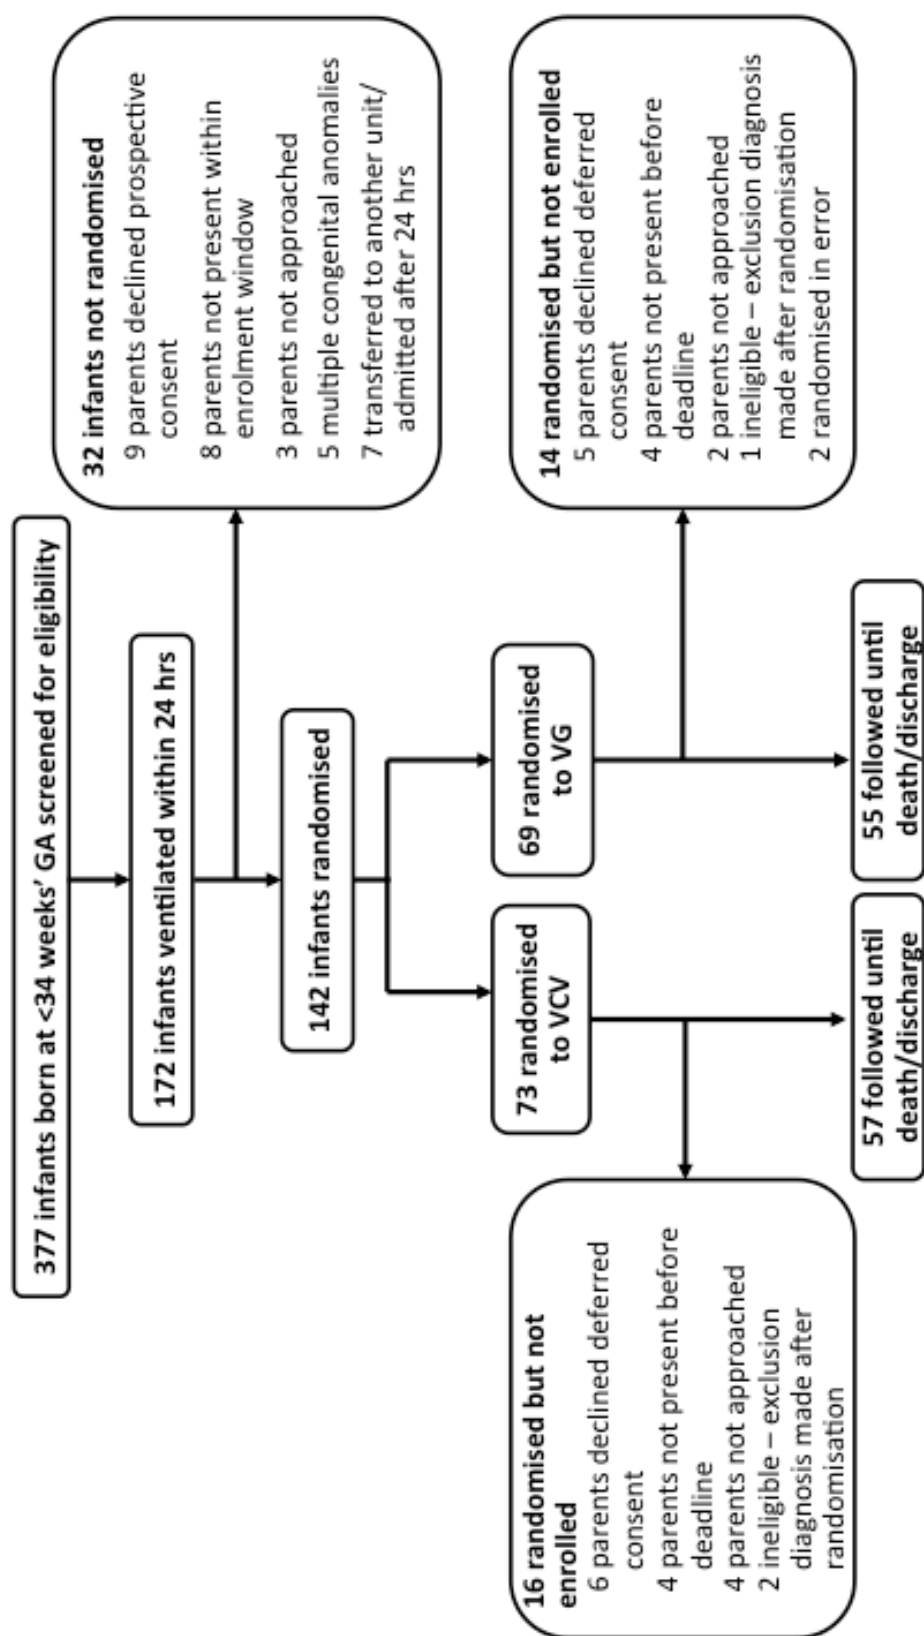 377 infants born at <34 weeks' GA screened for eligibility
172 infants ventilated within 24 hrs
32 infants not randomised
9 parents declined prospective
consent
8 parents not present within
enrolment window
3 parents not approached
5 multiple congenital anomalies
7 transferred to another unit/
admitted after 24 hrs
142 infants randomised
73 randomised
to VCV
69 randomised
to VG
16 randomised but not
enrolled
6 parents declined deferred
consent
4 parents not present before
deadline
4 parents not approached
2 ineligible – exclusion
diagnosis made after
randomisation
14 randomised but not enrolled
5 parents declined deferred
consent
4 parents not present before
deadline
2 parents not approached
1 ineligible – exclusion diagnosis
made after randomisation
2 randomised in error
57 followed until
death/discharge
55 followed until
death/discharge